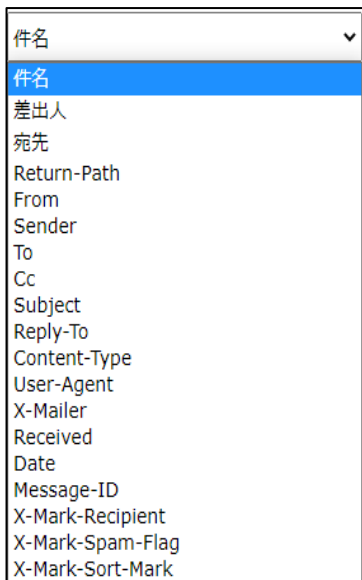 件名
件名
差出人
宛先
Return-Path
From
Sender
To
Cc
Subject
Reply-To
Content-Type
User-Agent
X-Mailer
Received
Date
Message-ID
X-Mark-Recipient
X-Mark-Spam-Flag
X-Mark-Sort-Mark